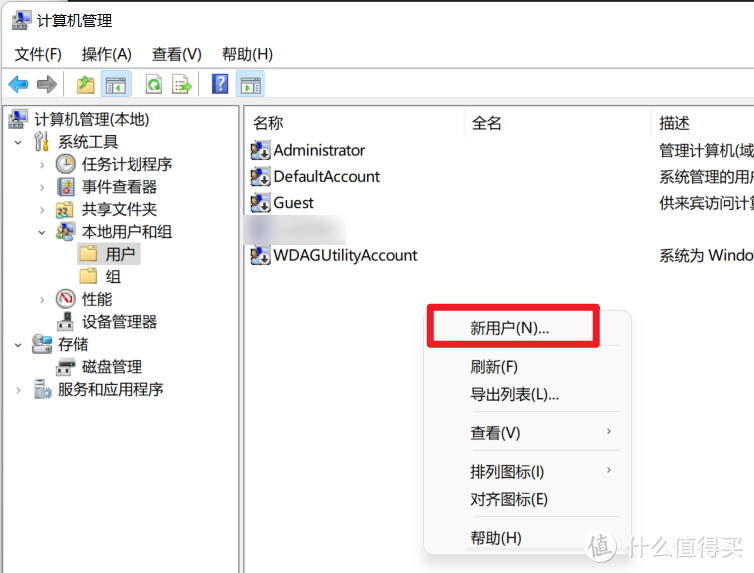 计算机管理
文件(F) 操作(A) 查看(V) 帮助(H)
计算机管理(本地)
系统工具
任务计划程序
事件查看器
共享文件夹
本地用户和组
用户
组
性能
设备管理器
存储
磁盘管理
服务和应用程序
名称 全名 描述
Administrator 管理计算机(域
DefaultAccount 系统管理的用户
Guest 供来宾访问计算
WDAGUtilityAccount 系统为 Windo
新用户(N)...
刷新(F)
导出列表(L)...
查看(V)
排列图标(I)
对齐图标(E)
帮助(H)
值 什么值得买